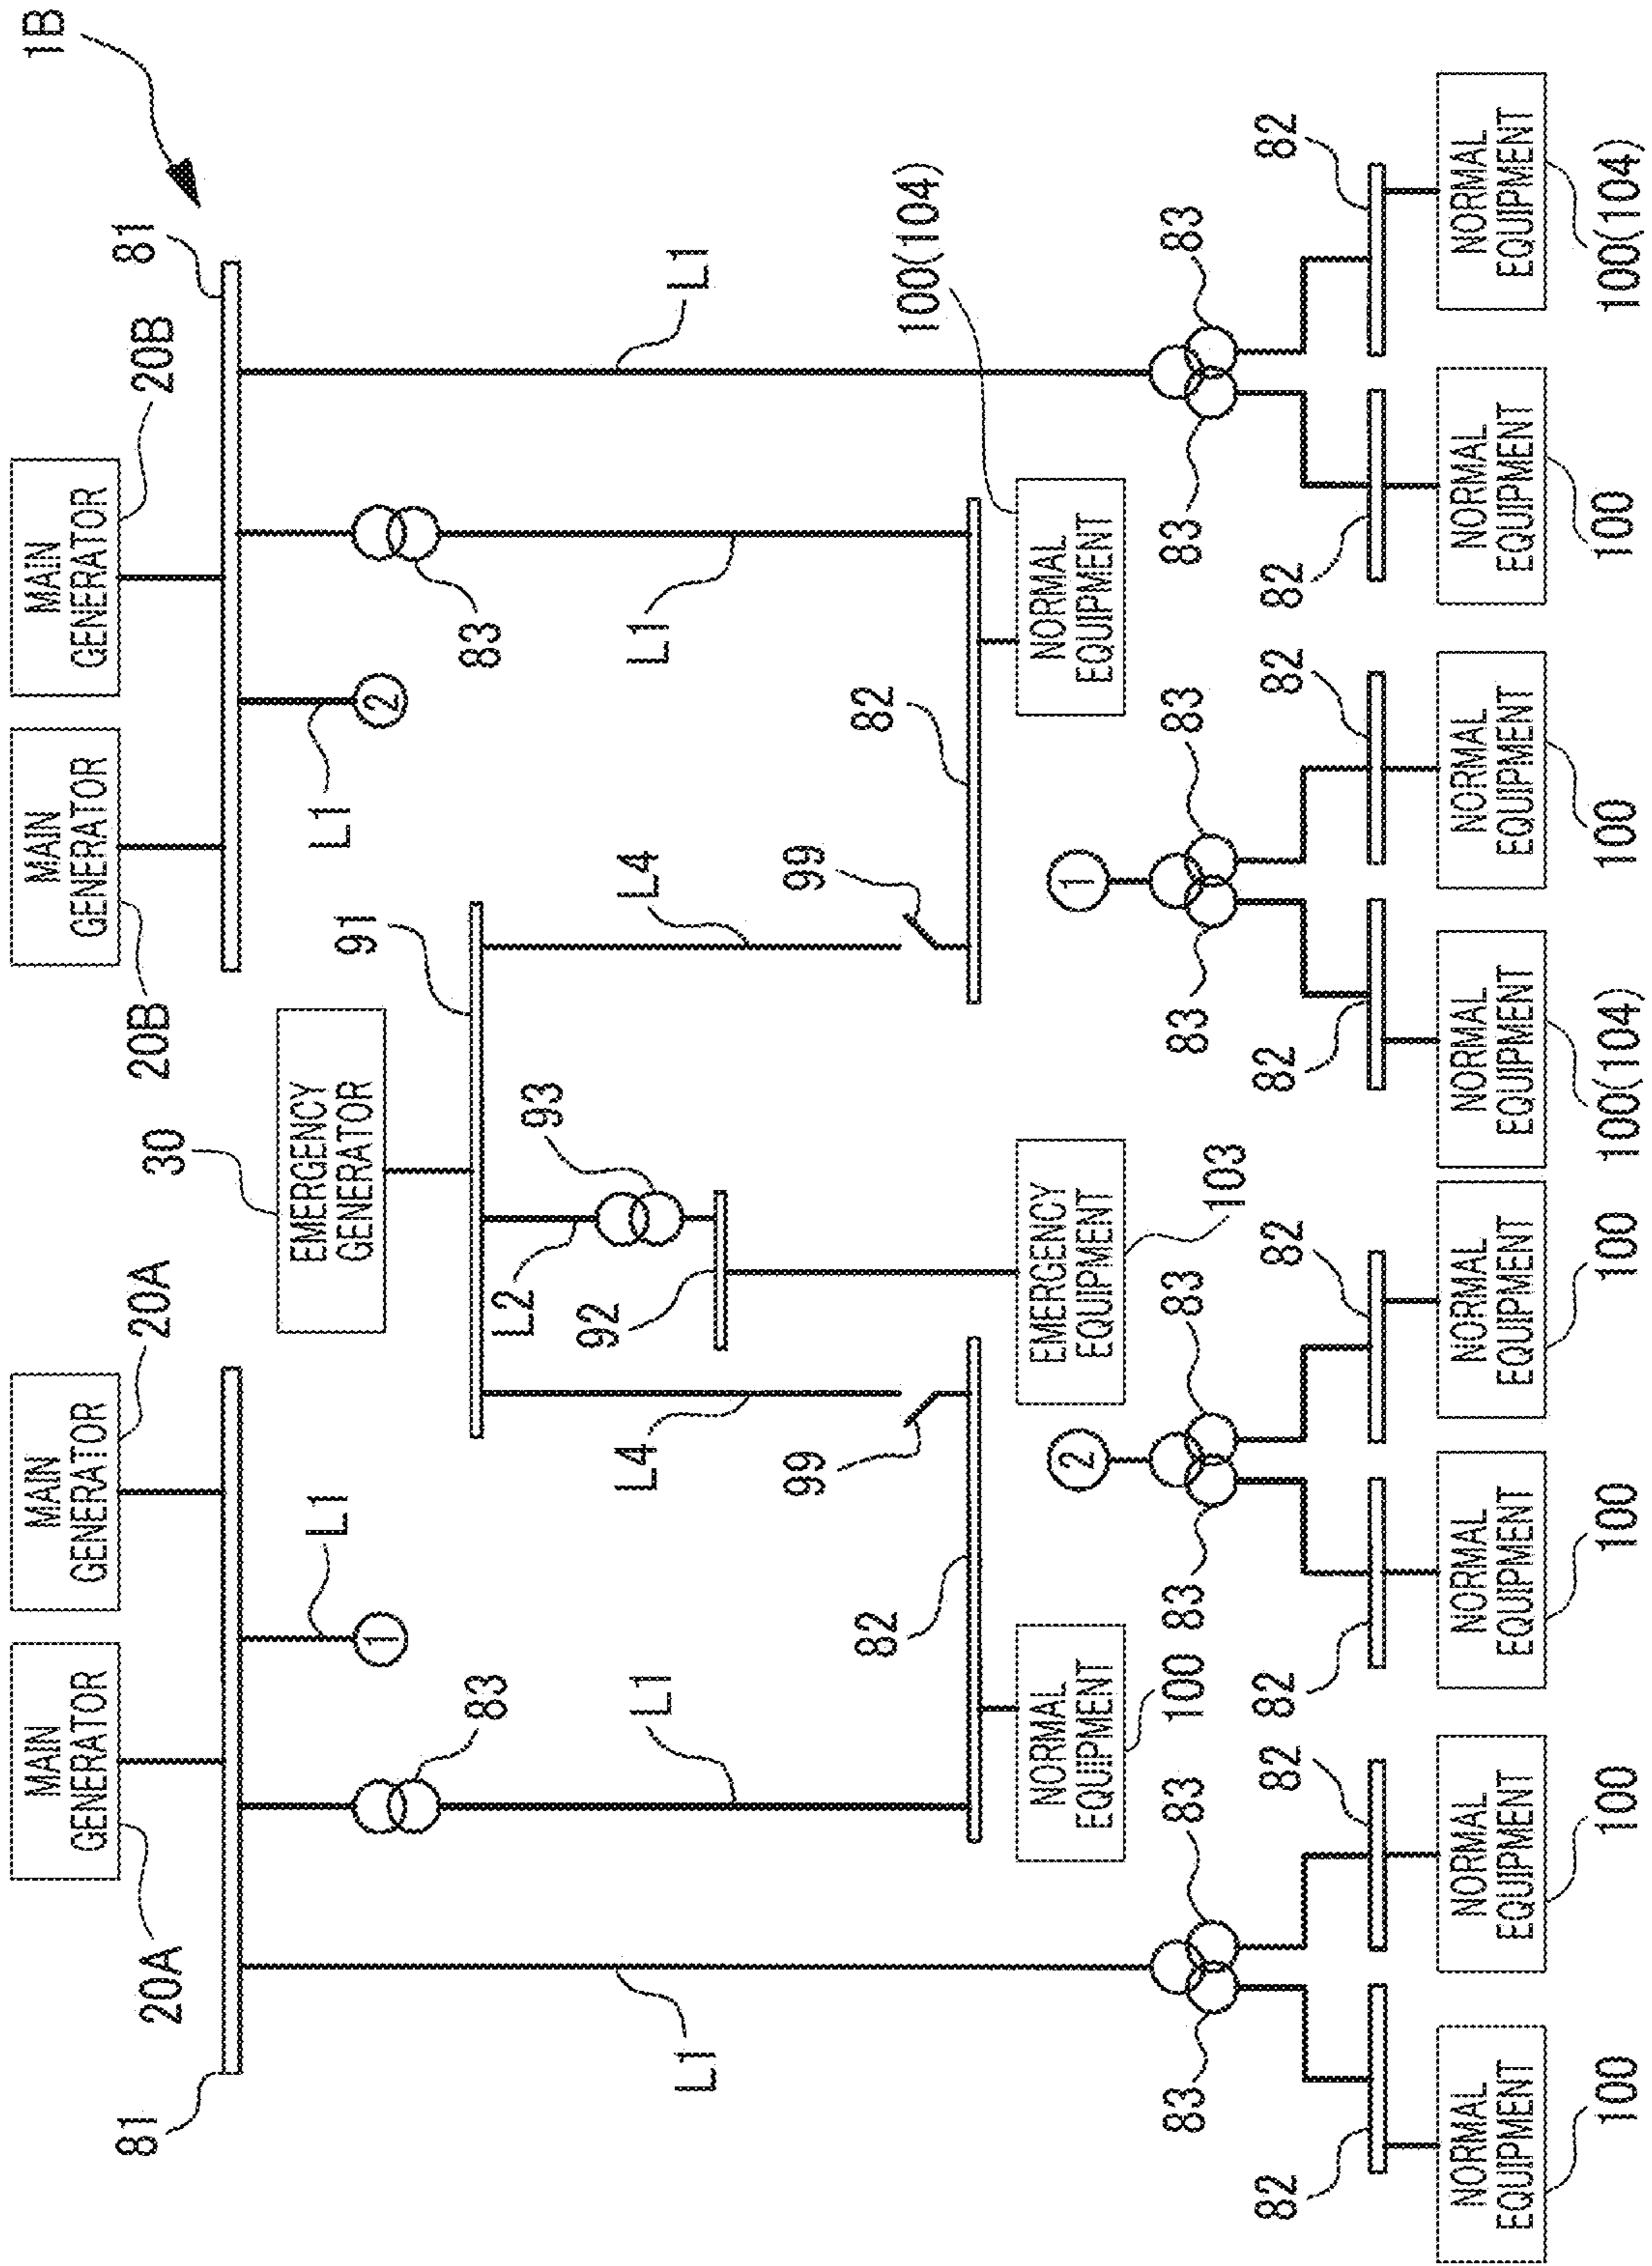 1B
MAIN
GENERATOR
MAIN
GENERATOR
MAIN
GENERATOR
MAIN
GENERATOR
81
20A
20A
30
20B
20B
81
EMERGENCY
GENERATOR
L1
91
L1
1
2
83
L2
93
83
92
L1
L4
L4
L1
L1
L1
99
99
82
82
100(104)
NORMAL
EQUIPMENT
EMERGENCY
EQUIPMENT
NORMAL
EQUIPMENT
2
1
100
103
83
83
83
83
83
83
83
83
82
82
82
82
82
82
82
82
NORMAL
EQUIPMENT
NORMAL
EQUIPMENT
NORMAL
EQUIPMENT
NORMAL
EQUIPMENT
NORMAL
EQUIPMENT
NORMAL
EQUIPMENT
NORMAL
EQUIPMENT
NORMAL
EQUIPMENT
100
100
100
100
100(104)
100
100
100(104)